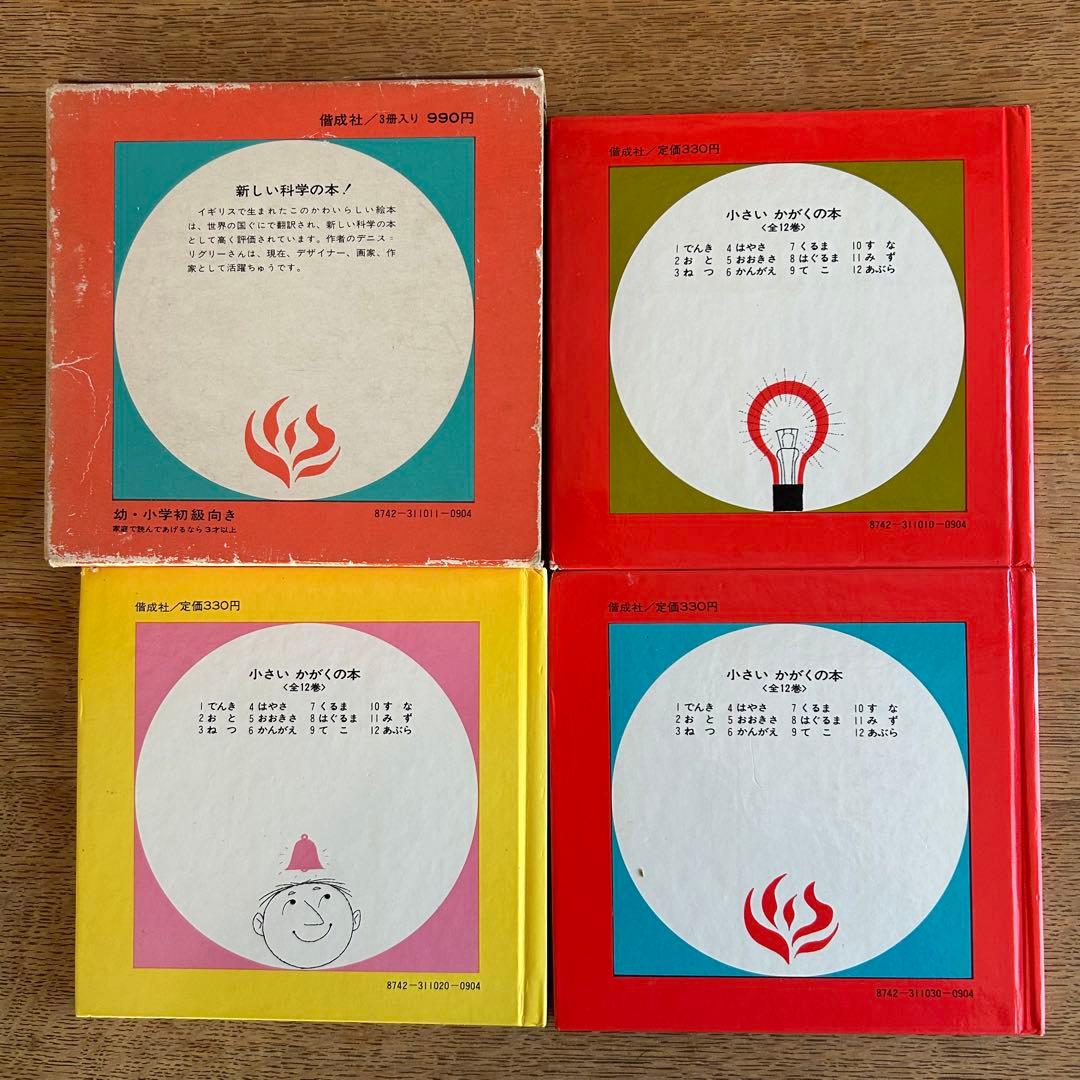 偕成社／3冊入り 990円
新しい科学の本！
イギリスで生まれたこのかわいらしい絵本
は、世界の国ぐにで翻訳され、新しい科学の本
として高く評価されています。作者のデニス＝
リグリーさんは、現在、デザイナー、画家、作
家として活躍ちゅうです。
幼・小学初級向き
家庭で読んであげるなら3才以上
8742-311011-0904
偕成社／定価330円
小さい かがくの本
〈全12巻〉
1 でんき 4 はやさ 7 くるま 10 す な
2 お と 5 おおきさ 8 はぐるま 11 み ず
3 ね つ 6 かんがえ 9 て こ 12 あぶら
8742-311010-0904
偕成社／定価330円
小さい かがくの本
〈全12巻〉
1 でんき 4 はやさ 7 くるま 10 す な
2 お と 5 おおきさ 8 はぐるま 11 み ず
3 ね つ 6 かんがえ 9 て こ 12 あぶら
8742-311020-0904
偕成社／定価330円
小さい かがくの本
〈全12巻〉
1 でんき 4 はやさ 7 くるま 10 す な
2 お と 5 おおきさ 8 はぐるま 11 み ず
3 ね つ 6 かんがえ 9 て こ 12 あぶら
8742-311030-0904